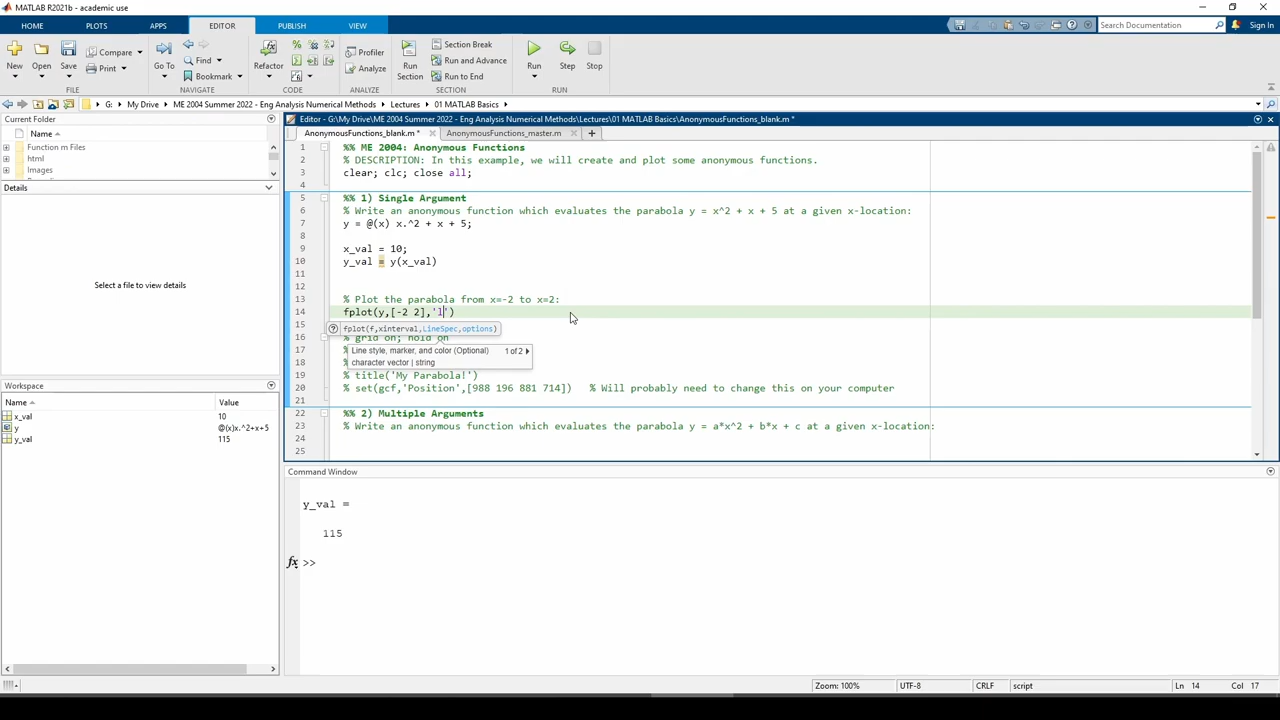 MATLAB R2021b - academic use
HOME PLOTS APPS EDITOR PUBLISH VIEW Search Documentation Sign In
New Open Save Compare Print Go To Find Bookmark Refactor Profiler Analyze Run Section Section Break Run and Advance Run to End Run Step Stop
FILE NAVIGATE CODE ANALYZE SECTION RUN
G: My Drive ME 2004 Summer 2022 - Eng Analysis Numerical Methods Lectures 01 MATLAB Basics
Current Folder
Name
Function m Files
html
Images
Details
Select a file to view details
Workspace
Name Value
x_val 10
y @(x)x.^2+x+5
y_val 115
Editor - G:\My Drive\ME 2004 Summer 2022 - Eng Analysis Numerical Methods\Lectures\01 MATLAB Basics\AnonymousFunctions_blank.m *
AnonymousFunctions_blank.m * AnonymousFunctions_master.m
1 %% ME 2004: Anonymous Functions
2 % DESCRIPTION: In this example, we will create and plot some anonymous functions.
3 clear; clc; close all;
4
5 %% 1) Single Argument
6 % Write an anonymous function which evaluates the parabola y = x^2 + x + 5 at a given x-location:
7 y = @(x) x.^2 + x + 5;
8
9 x_val = 10;
10 y_val = y(x_val)
11
12
13 % Plot the parabola from x=-2 to x=2:
14 fplot(y,[-2 2],'l')
15 fplot(f,xinterval,LineSpec,options)
16 % grid on; hold on
17 % Line style, marker, and color (Optional) 1 of 2
18 character vector | string
19 % title('My Parabola!')
20 % set(gcf,'Position',[988 196 881 714]) % Will probably need to change this on your computer
21
22 %% 2) Multiple Arguments
23 % Write an anonymous function which evaluates the parabola y = a*x^2 + b*x + c at a given x-location:
24
25
Command Window
y_val =
115
fx >>
Zoom: 100% UTF-8 CRLF script Ln 14 Col 17